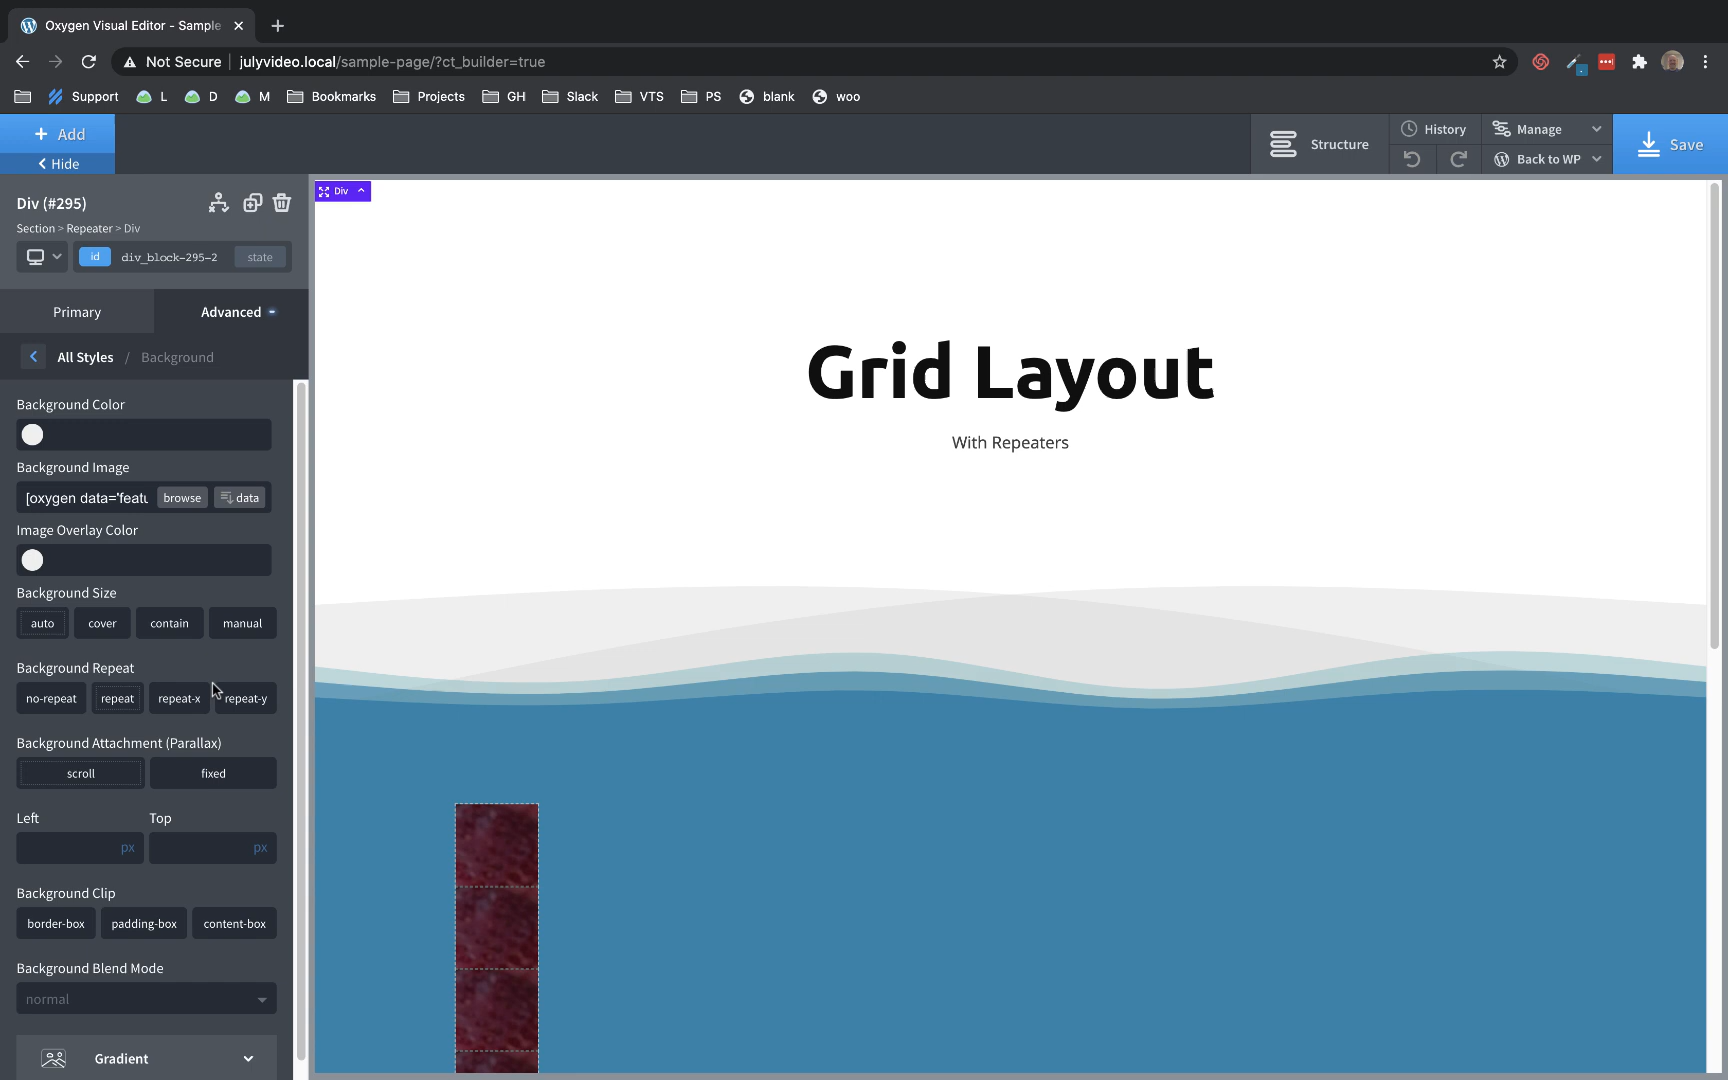 Oxygen Visual Editor - Sample
Not Secure julyvideo.local/sample-page/?ct_builder=true
Support L D M Bookmarks Projects GH Slack VTS PS blank woo
+ Add
Hide
Structure
History
Manage
Back to WP
Save
Div (#295)
Section > Repeater > Div
id div_block-295-2 state
Primary Advanced
All Styles / Background
Background Color
Background Image
[oxygen data='featu browse data
Image Overlay Color
Background Size
auto cover contain manual
Background Repeat
no-repeat repeat repeat-x repeat-y
Background Attachment (Parallax)
scroll fixed
Left Top
px px
Background Clip
border-box padding-box content-box
Background Blend Mode
normal
Gradient
Div
Grid Layout
With Repeaters